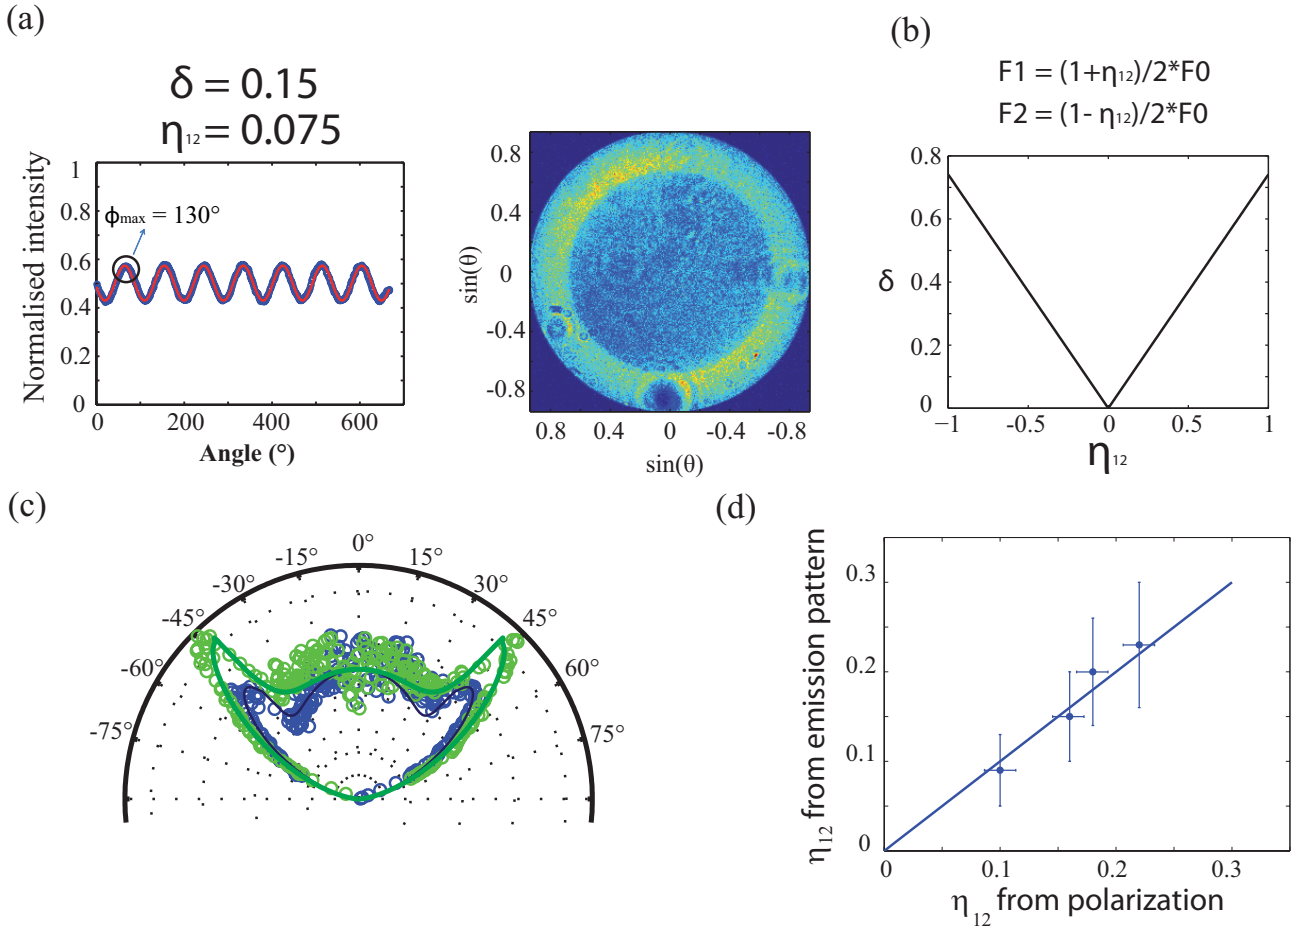 (a)
δ = 0.15
η₁₂ = 0.075
Normalised intensity
1
0.8
0.6
0.4
0.2
0
ϕmax = 130°
0
200
400
600
Angle (°)
sin(θ)
0.8
0.4
0
-0.4
-0.8
0.8
0.4
0
-0.4
-0.8
sin(θ)
(b)
F1 = (1+η₁₂)/2*F0
F2 = (1- η₁₂)/2*F0
δ
0.8
0.6
0.4
0.2
0
−1
-0.5
0
0.5
1
η₁₂
(c)
-75°
-60°
-45°
-30°
-15°
0°
15°
30°
45°
60°
75°
(d)
η₁₂ from emission pattern
0.3
0.2
0.1
0
0
0.1
0.2
0.3
η₁₂ from polarization